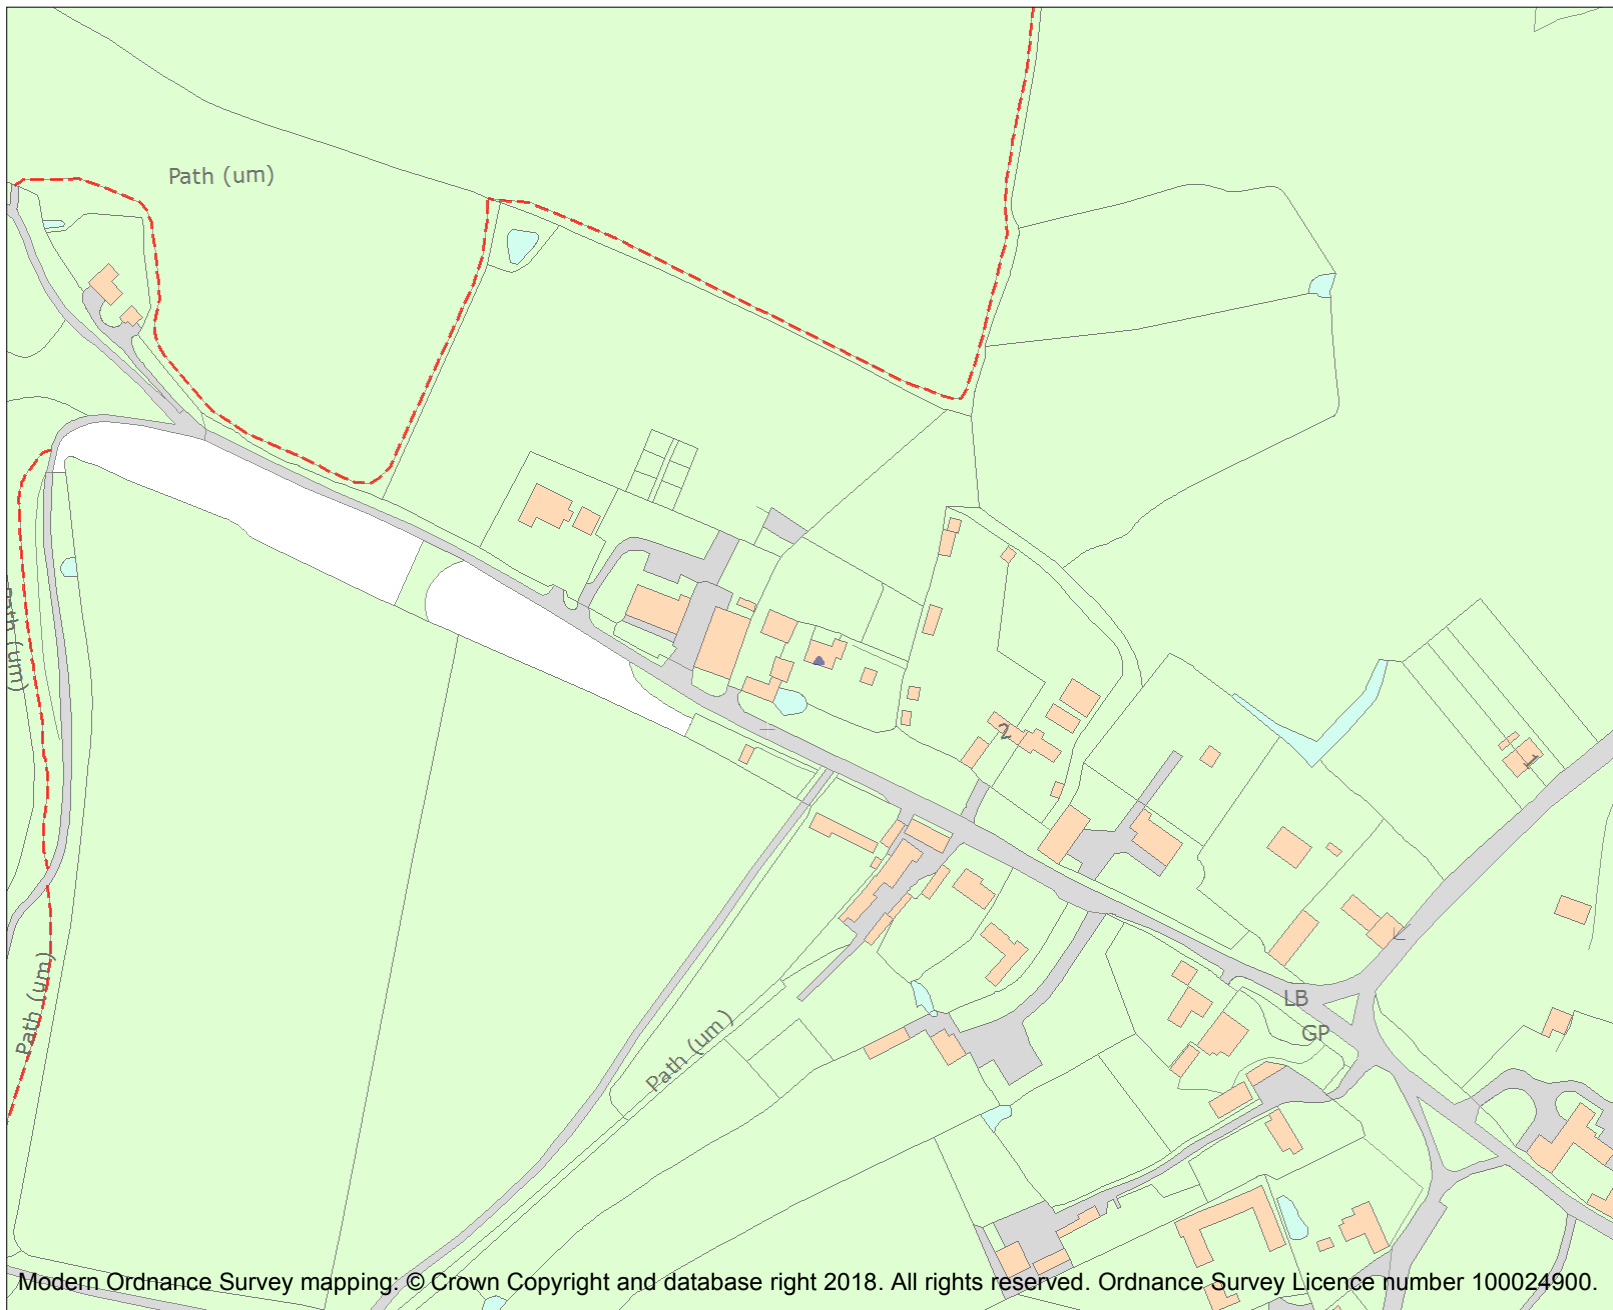 Path (um)
Path (um)
2
1
LB
GP
Path (um)
Path (um)
Modern Ordnance Survey mapping: © Crown Copyright and database right 2018. All rights reserved. Ordnance Survey Licence number 100024900.